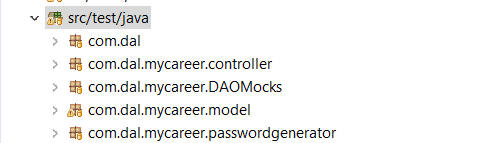 src/test/java
com.dal
com.dal.mycareer.controller
com.dal.mycareer.DAOMocks
com.dal.mycareer.model
com.dal.mycareer.passwordgenerator